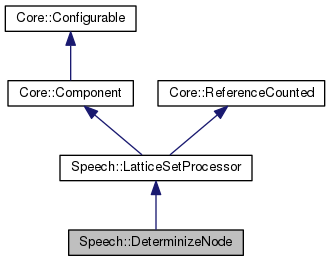 Core::Configurable
Core::Component
Core::ReferenceCounted
Speech::LatticeSetProcessor
Speech::DeterminizeNode